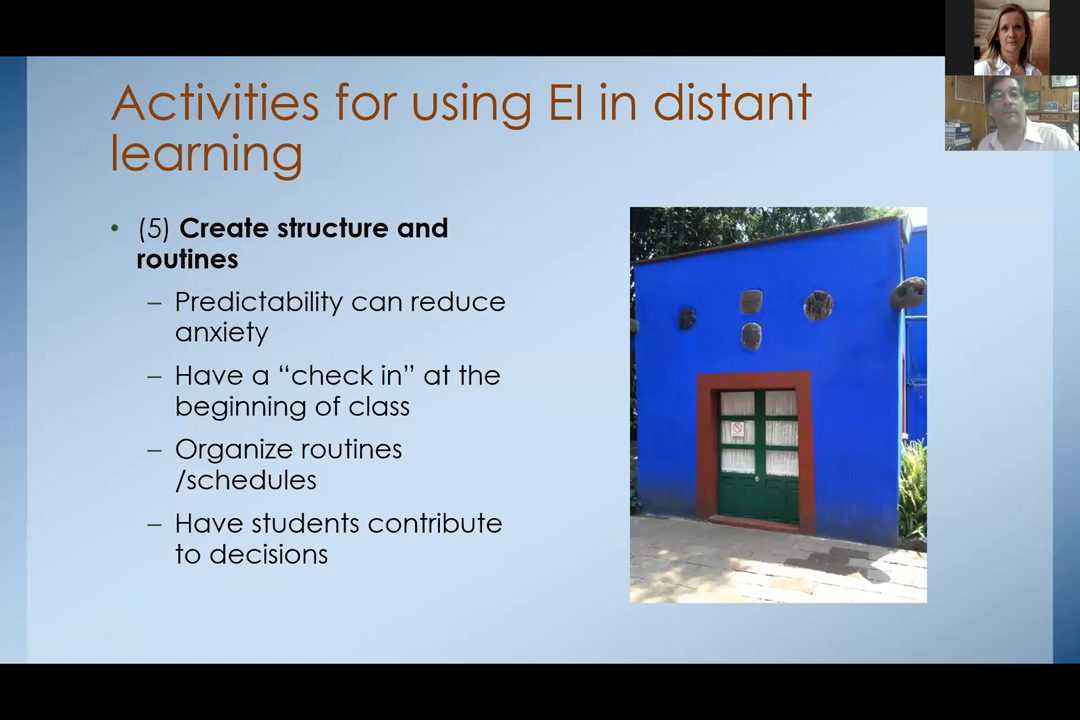 Activities for using EI in distant
learning
• (5) Create structure and
routines
– Predictability can reduce
anxiety
– Have a “check in” at the
beginning of class
– Organize routines
/schedules
– Have students contribute
to decisions